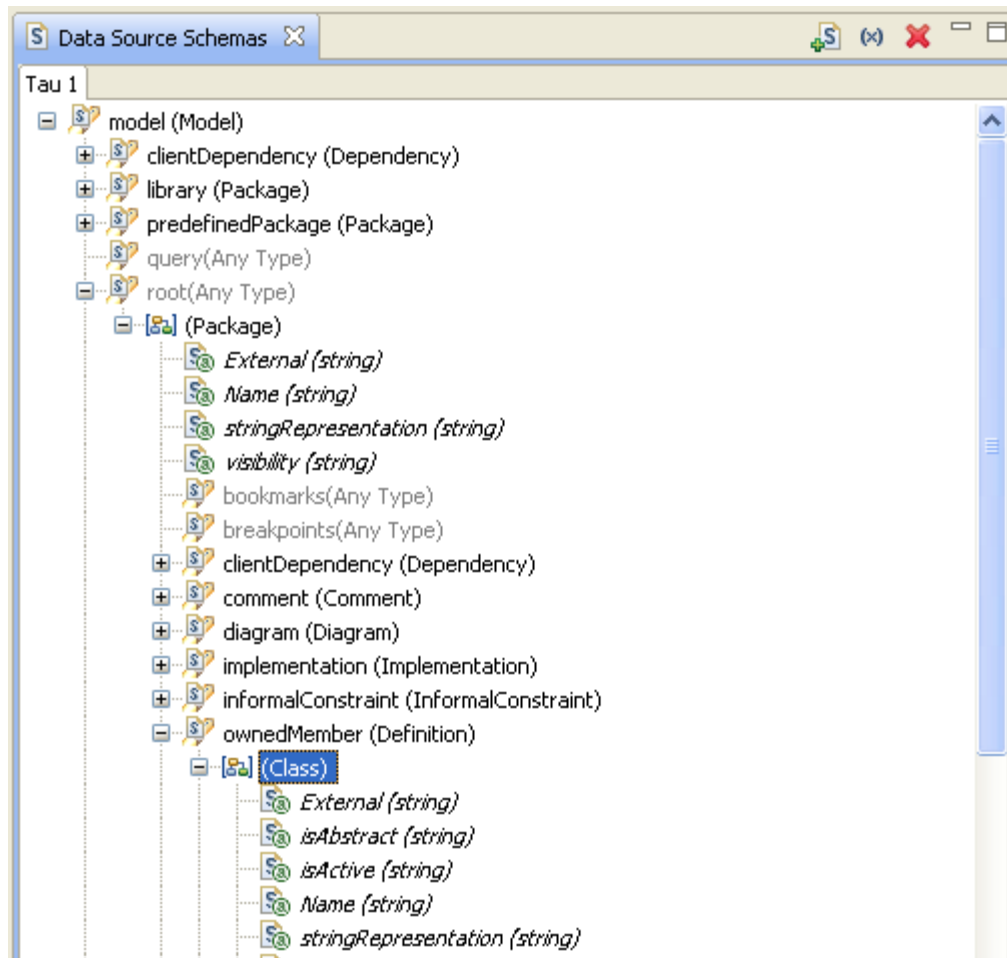 Data Source Schemas
Tau 1
model (Model)
clientDependency (Dependency)
library (Package)
predefinedPackage (Package)
query(Any Type)
root(Any Type)
(Package)
External (string)
Name (string)
stringRepresentation (string)
visibility (string)
bookmarks(Any Type)
breakpoints(Any Type)
clientDependency (Dependency)
comment (Comment)
diagram (Diagram)
implementation (Implementation)
informalConstraint (InformalConstraint)
ownedMember (Definition)
(Class)
External (string)
isAbstract (string)
isActive (string)
Name (string)
stringRepresentation (string)